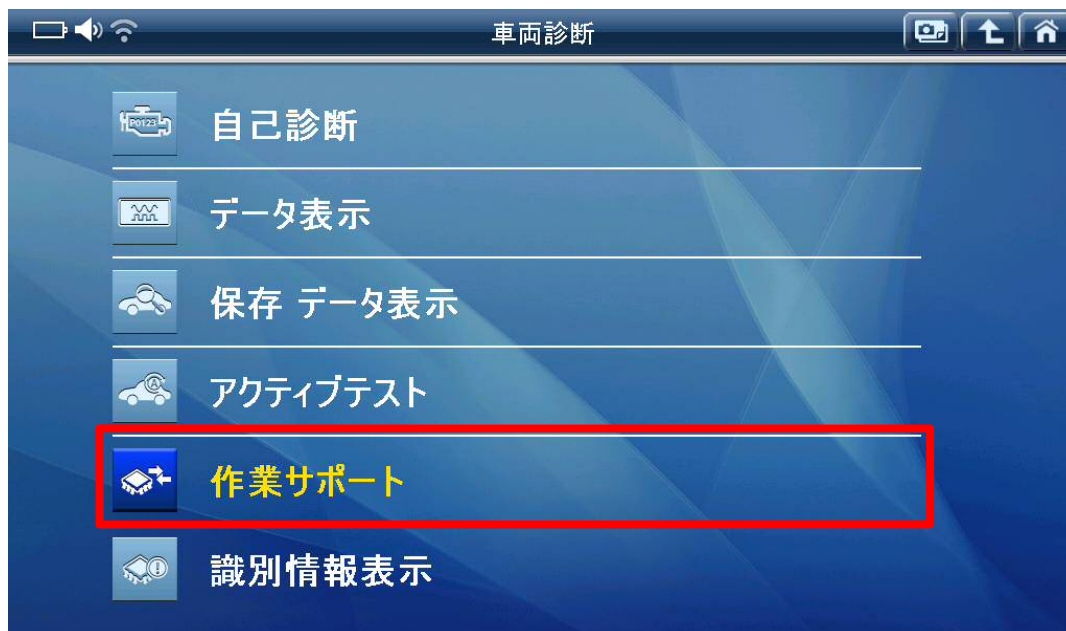 車両診断
P0123
自己診断
データ表示
保存 データ表示
アクティブテスト
作業サポート
識別情報表示